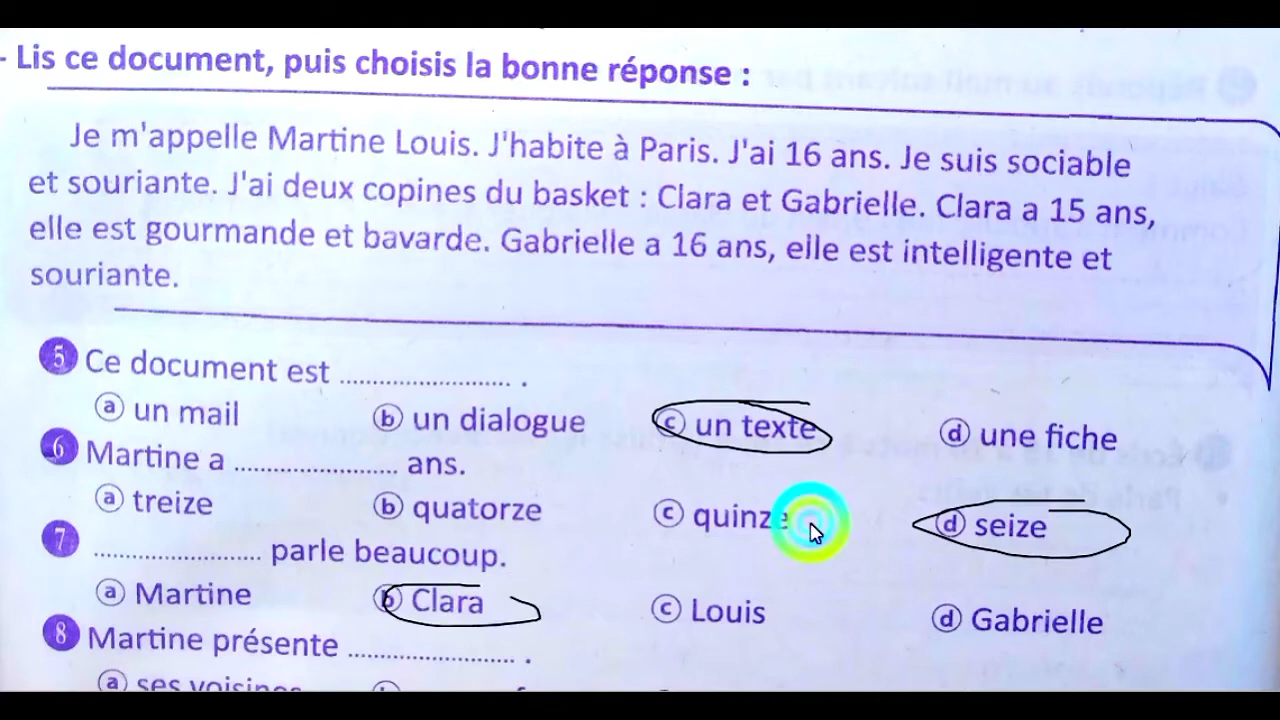 - Lis ce document, puis choisis la bonne réponse :
Je m'appelle Martine Louis. J'habite à Paris. J'ai 16 ans. Je suis sociable
et souriante. J'ai deux copines du basket : Clara et Gabrielle. Clara a 15 ans,
elle est gourmande et bavarde. Gabrielle a 16 ans, elle est intelligente et
souriante.
5 Ce document est ........................ .
a un mail b un dialogue c un texte d une fiche
6 Martine a ........................ ans.
a treize b quatorze c quinze d seize
7 ........................ parle beaucoup.
a Martine b Clara c Louis d Gabrielle
8 Martine présente ........................ .
a ses voisines